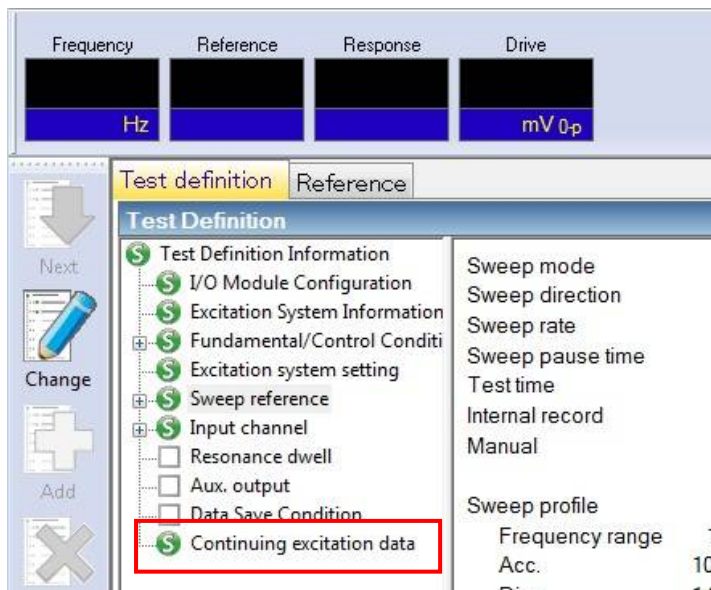 Frequency Reference Response Drive
Hz mV 0-p
Test definition Reference
Test Definition
Next
Change
Add
Test Definition Information
I/O Module Configuration
Excitation System Information
Fundamental/Control Conditi
Excitation system setting
Sweep reference
Input channel
Resonance dwell
Aux. output
Data Save Condition
Continuing excitation data
Sweep mode
Sweep direction
Sweep rate
Sweep pause time
Test time
Internal record
Manual
Sweep profile
Frequency range
Acc. 10